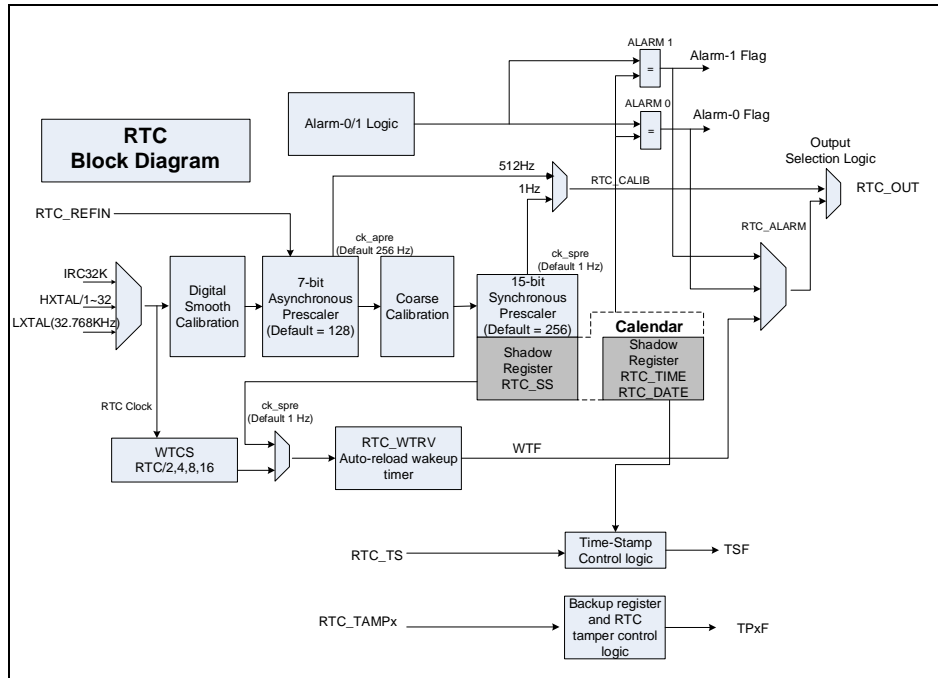 ALARM 1
Alarm-1 Flag
=
ALARM 0
Alarm-0 Flag
=
Alarm-0/1 Logic
RTC
Block Diagram
Output
Selection Logic
512Hz
RTC_CALIB
RTC_OUT
1Hz
RTC_REFIN
RTC_ALARM
ck_apre
(Default 256 Hz)
ck_spre
(Default 1 Hz)
IRC32K
HXTAL/1~32
LXTAL(32.768KHz)
Digital
Smooth
Calibration
7-bit
Asynchronous
Prescaler
(Default = 128)
Coarse
Calibration
15-bit
Synchronous
Prescaler
(Default = 256)
Calendar
Shadow
Register
RTC_SS
Shadow
Register
RTC_TIME
RTC_DATE
RTC Clock
ck_spre
(Default 1 Hz)
WTCS
RTC/2,4,8,16
RTC_WTRV
Auto-reload wakeup
timer
WTF
RTC_TS
Time-Stamp
Control logic
TSF
RTC_TAMPx
Backup register
and RTC
tamper control
logic
TPxF